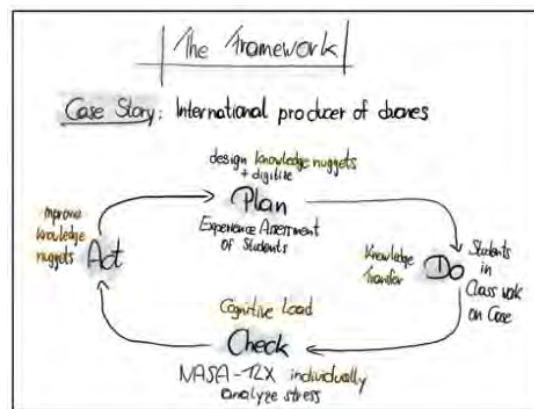 The Framework
Case Story: International producer of drones
design knowledge nuggets
+ digitize
Plan
Experience Assessment
of Students
improve
knowledge
nuggets
Act
Knowledge
Transfer
Do
Students
in
Class work
on Case
Cognitive Load
Check
NASA-TLX individually
analyze stress